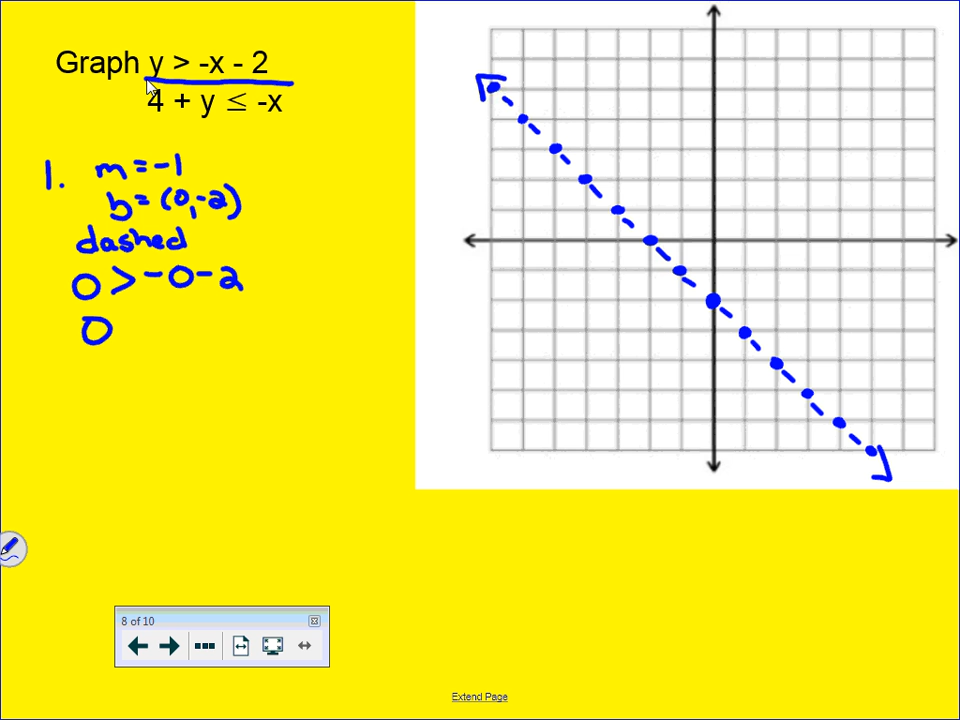 Graph y > -x - 2
4 + y ≤ -x
1. m = -1
b = (0, -2)
dashed
0 > -0 - 2
0
8 of 10
Extend Page